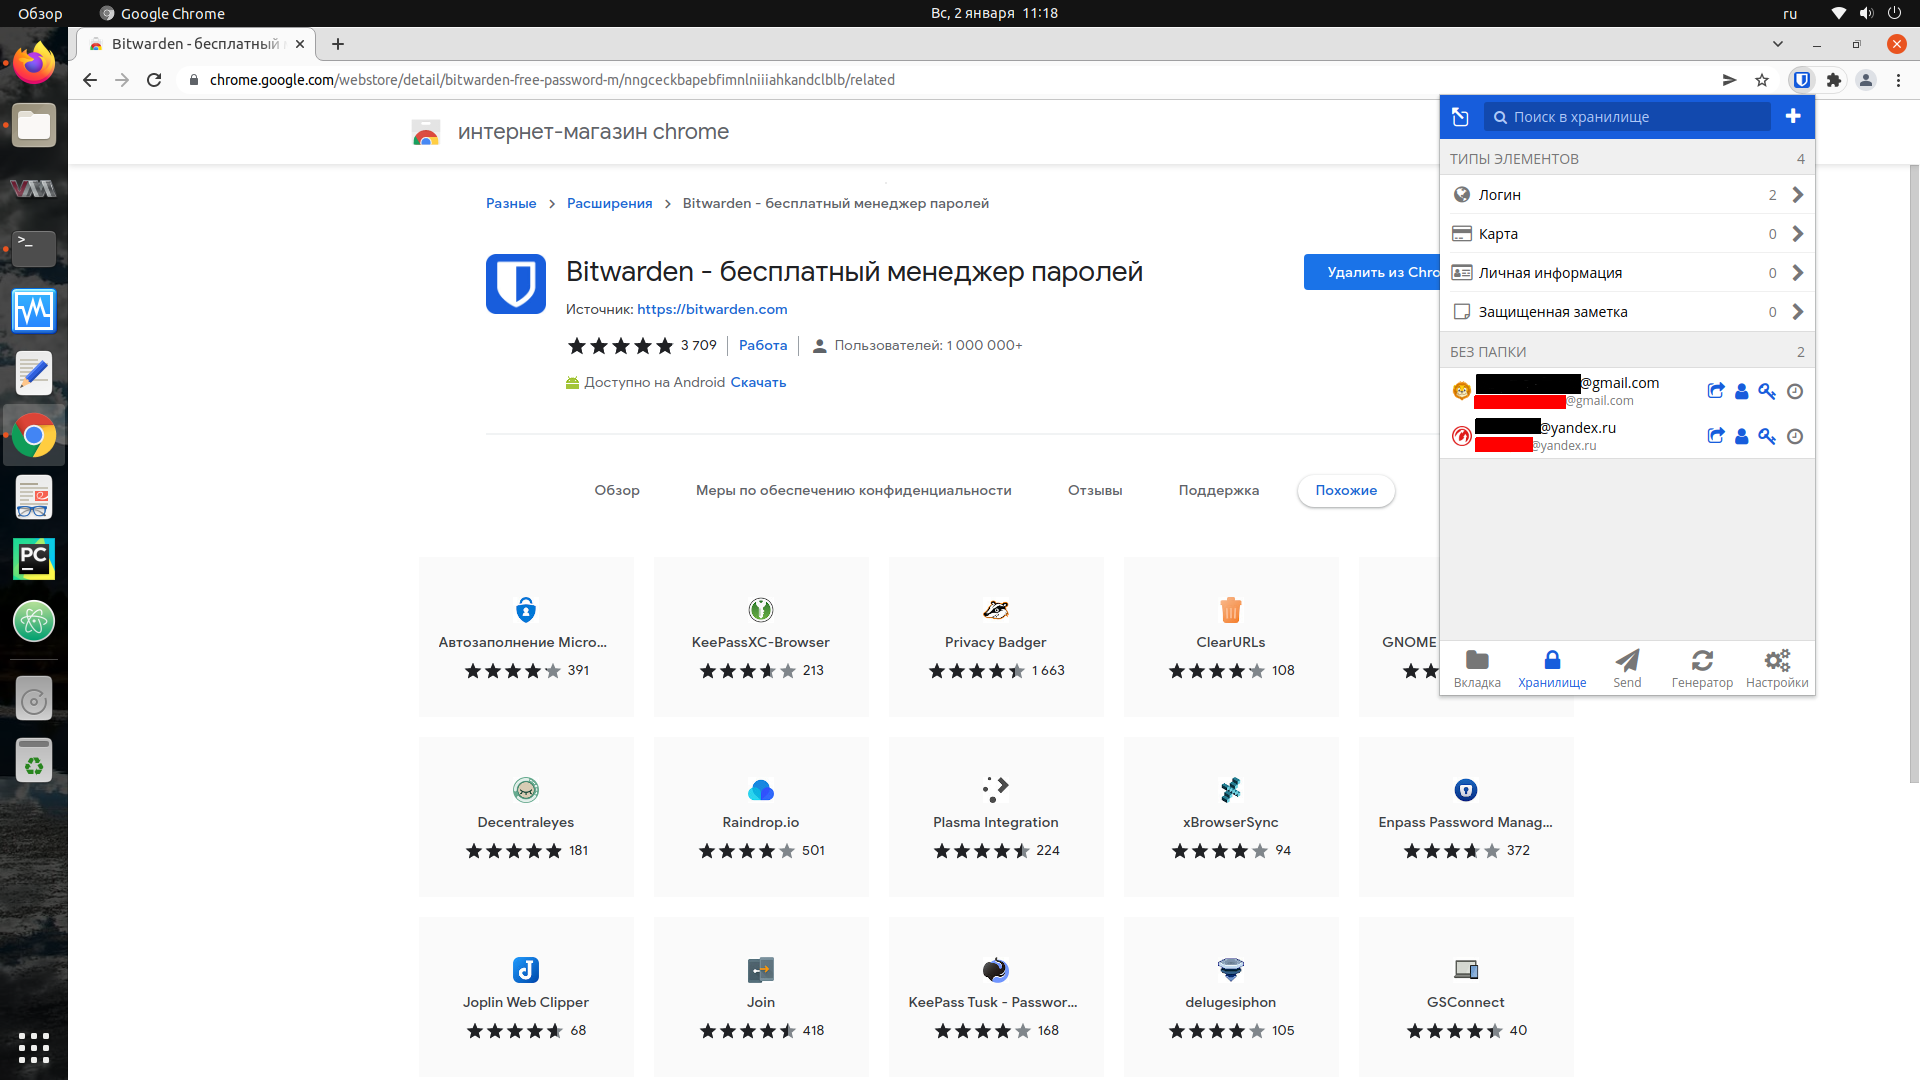 Обзор
Google Chrome
Вс, 2 января 11:18
ru
Bitwarden - бесплатный
chrome.google.com/webstore/detail/bitwarden-free-password-m/nngceckbapebfimnlniiiahkandclblb/related
интернет-магазин chrome
Разные
Расширения
Bitwarden - бесплатный менеджер паролей
Bitwarden - бесплатный менеджер паролей
Удалить из Chro
Источник: https://bitwarden.com
3 709
Работа
Пользователей: 1 000 000+
Доступно на Android Скачать
Обзор
Меры по обеспечению конфиденциальности
Отзывы
Поддержка
Похожие
Автозаполнение Micro...
391
KeePassXC-Browser
213
Privacy Badger
1 663
ClearURLs
108
GNOME
Decentraleyes
181
Raindrop.io
501
Plasma Integration
224
xBrowserSync
94
Enpass Password Manag...
372
Joplin Web Clipper
68
Join
418
KeePass Tusk - Passwor...
168
delugesiphon
105
GSConnect
40
Поиск в хранилище
ТИПЫ ЭЛЕМЕНТОВ 4
Логин 2
Карта 0
Личная информация 0
Защищенная заметка 0
БЕЗ ПАПКИ 2
@gmail.com
@gmail.com
@yandex.ru
@yandex.ru
Вкладка
Хранилище
Send
Генератор
Настройки
PC